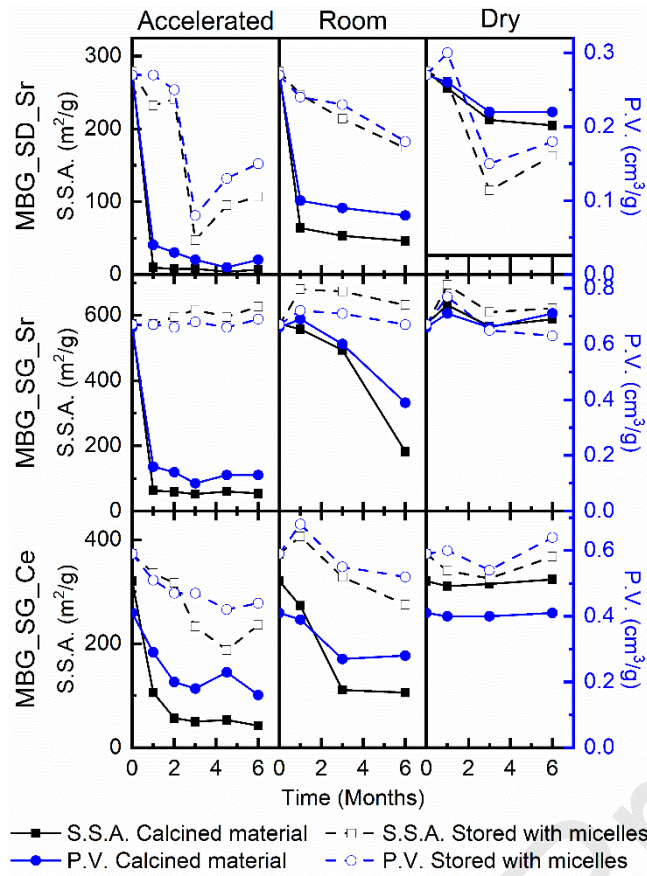 Accelerated Room Dry
MBG_SD_Sr
S.S.A. (m²/g)
300
200
100
0
0.3
0.2
0.1
0.0
P.V. (cm³/g)
MBG_SG_Sr
S.S.A. (m²/g)
600
400
200
0
0.8
0.6
0.4
0.2
0.0
P.V. (cm³/g)
MBG_SG_Ce
S.S.A. (m²/g)
400
200
0
0.6
0.4
0.2
0.0
P.V. (cm³/g)
0 2 4 6 0 2 4 6 0 2 4 6
Time (Months)
S.S.A. Calcined material S.S.A. Stored with micelles
P.V. Calcined material P.V. Stored with micelles